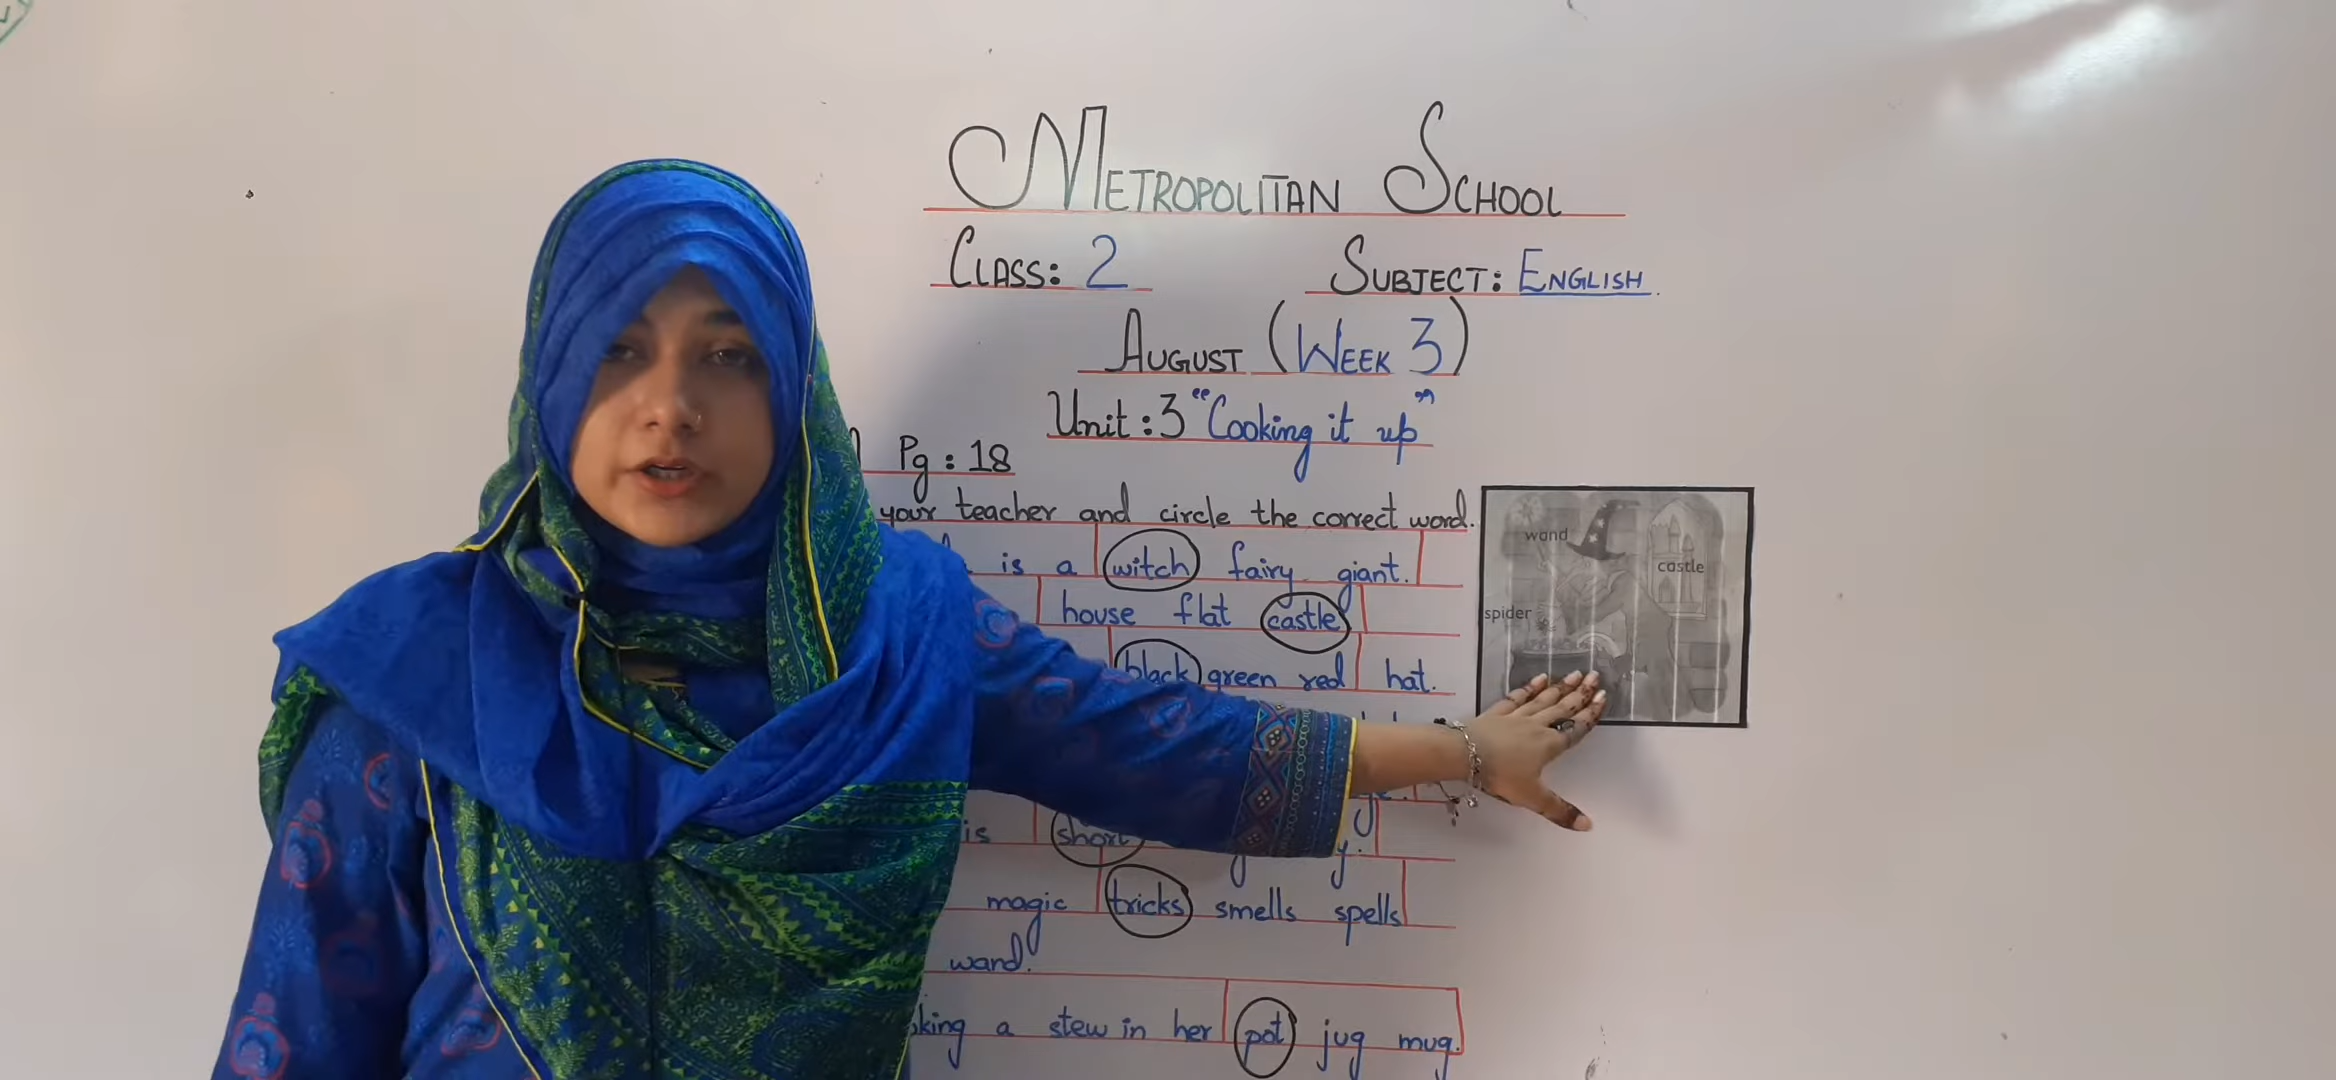 METROPOLITAN SCHOOL
CLASS: 2 SUBJECT: ENGLISH
AUGUST (WEEK 3)
Unit: 3 "Cooking it up"
Pg: 18
your teacher and circle the correct word.
is a witch fairy giant.
house flat castle
black green red hat.
is short
magic tricks smells spells
wand.
a stew in her pot jug mug.
wand
castle
spider